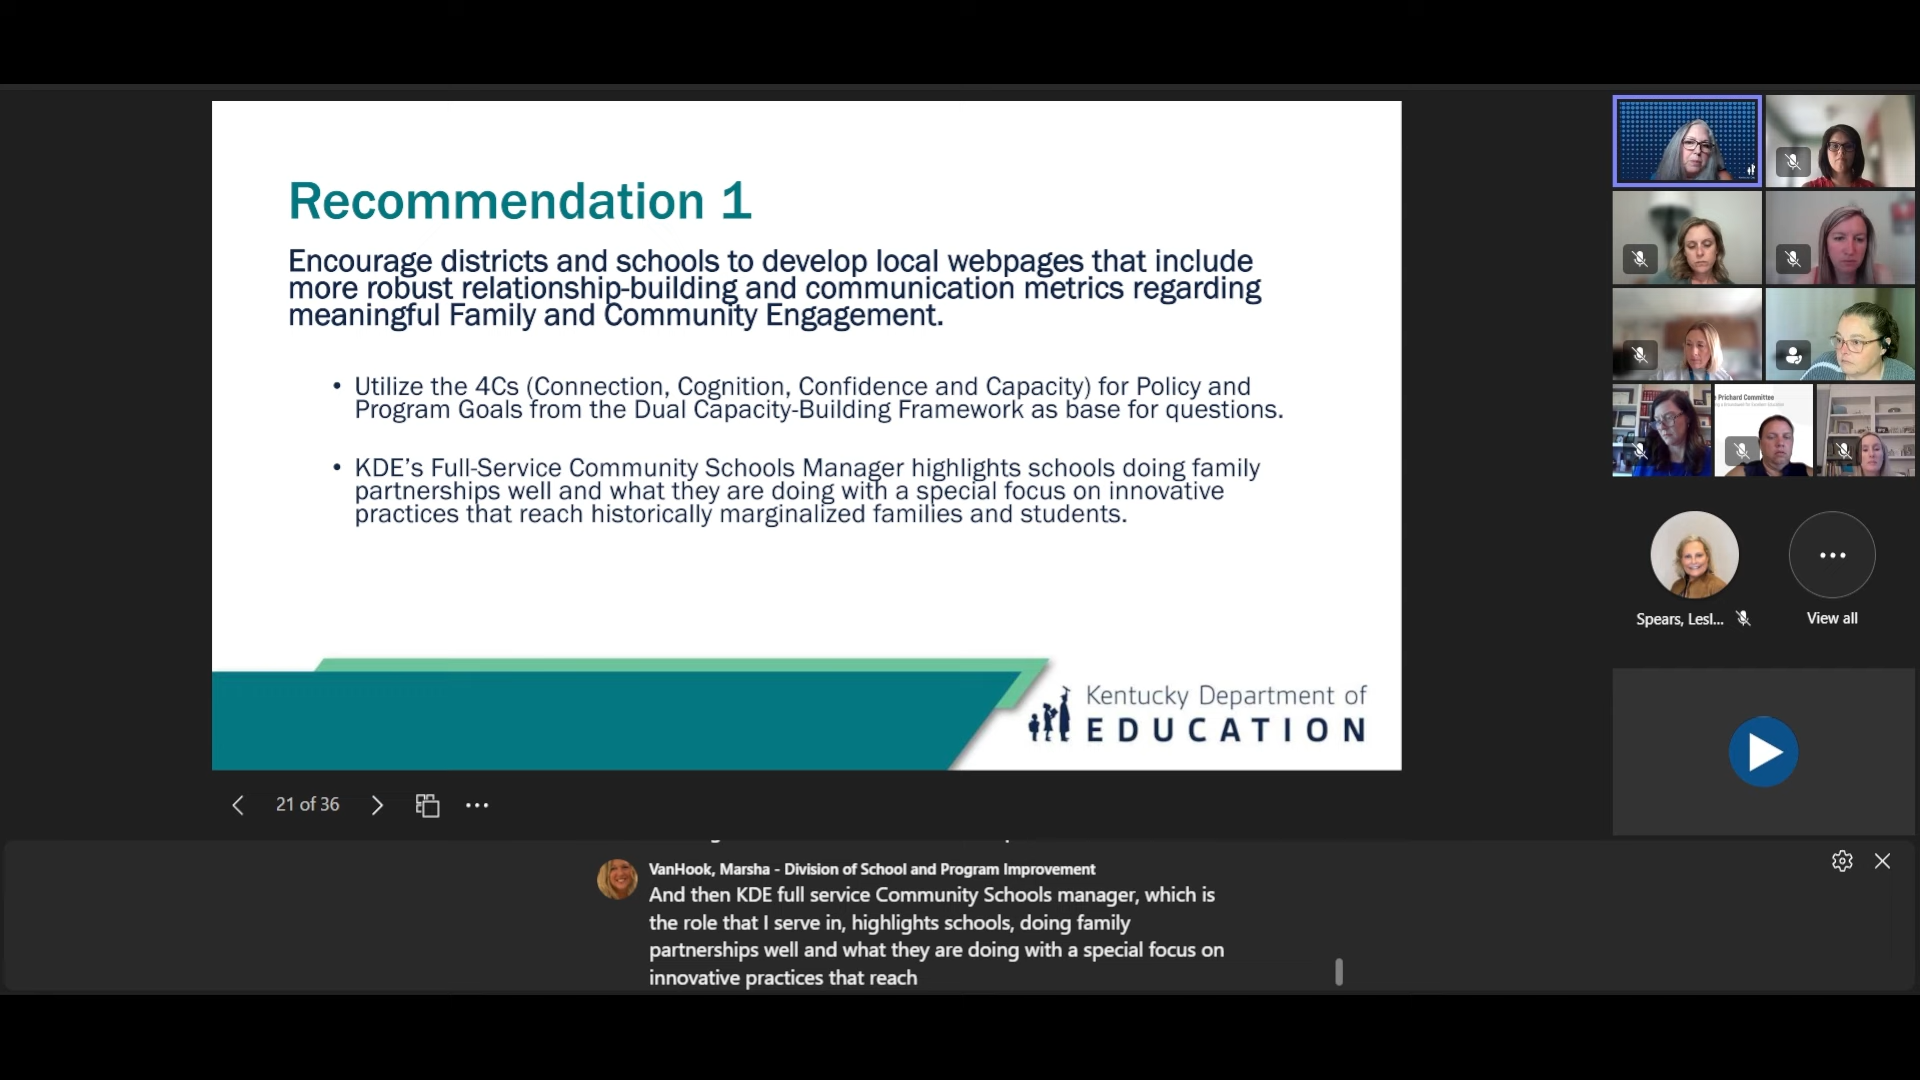 Recommendation 1
Encourage districts and schools to develop local webpages that include
more robust relationship-building and communication metrics regarding
meaningful Family and Community Engagement.
• Utilize the 4Cs (Connection, Cognition, Confidence and Capacity) for Policy and
Program Goals from the Dual Capacity-Building Framework as base for questions.
• KDE's Full-Service Community Schools Manager highlights schools doing family
partnerships well and what they are doing with a special focus on innovative
practices that reach historically marginalized families and students.
Kentucky Department of
EDUCATION
Prichard Committee
Spears, Lesl...
View all
21 of 36
VanHook, Marsha - Division of School and Program Improvement
And then KDE full service Community Schools manager, which is
the role that I serve in, highlights schools, doing family
partnerships well and what they are doing with a special focus on
innovative practices that reach